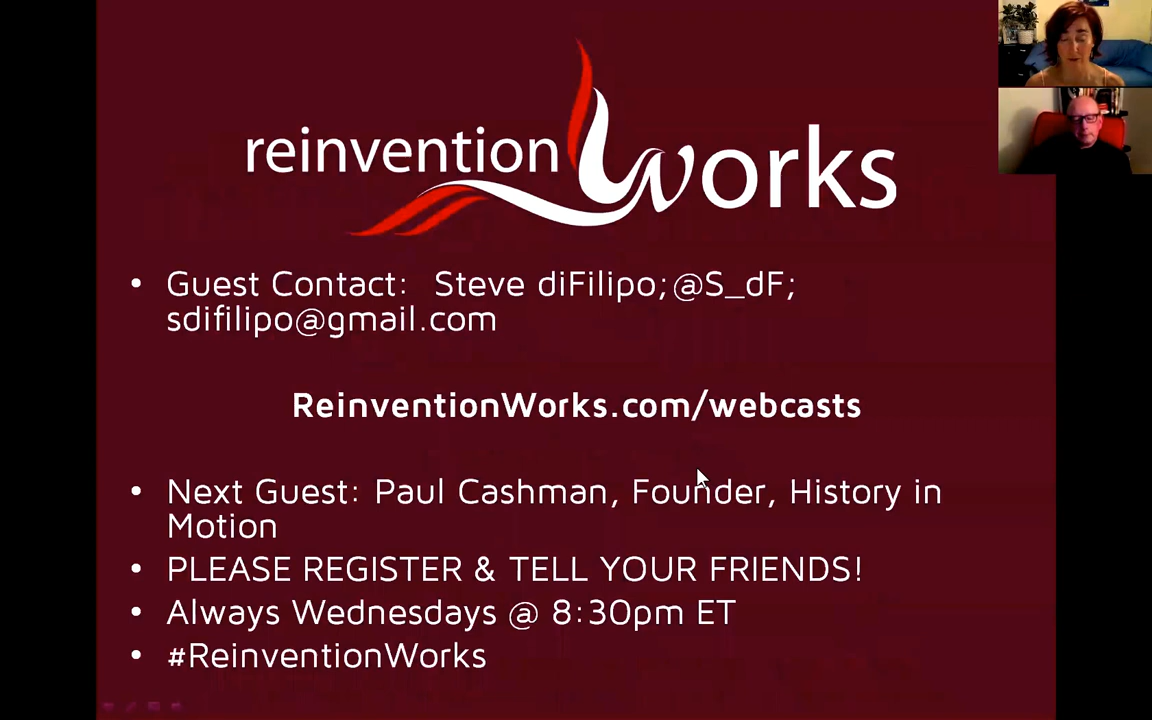 reinvention Works
• Guest Contact:  Steve diFilipo;@S_dF;
sdifilipo@gmail.com
ReinventionWorks.com/webcasts
• Next Guest: Paul Cashman, Founder, History in
Motion
• PLEASE REGISTER & TELL YOUR FRIENDS!
• Always Wednesdays @ 8:30pm ET
• #ReinventionWorks